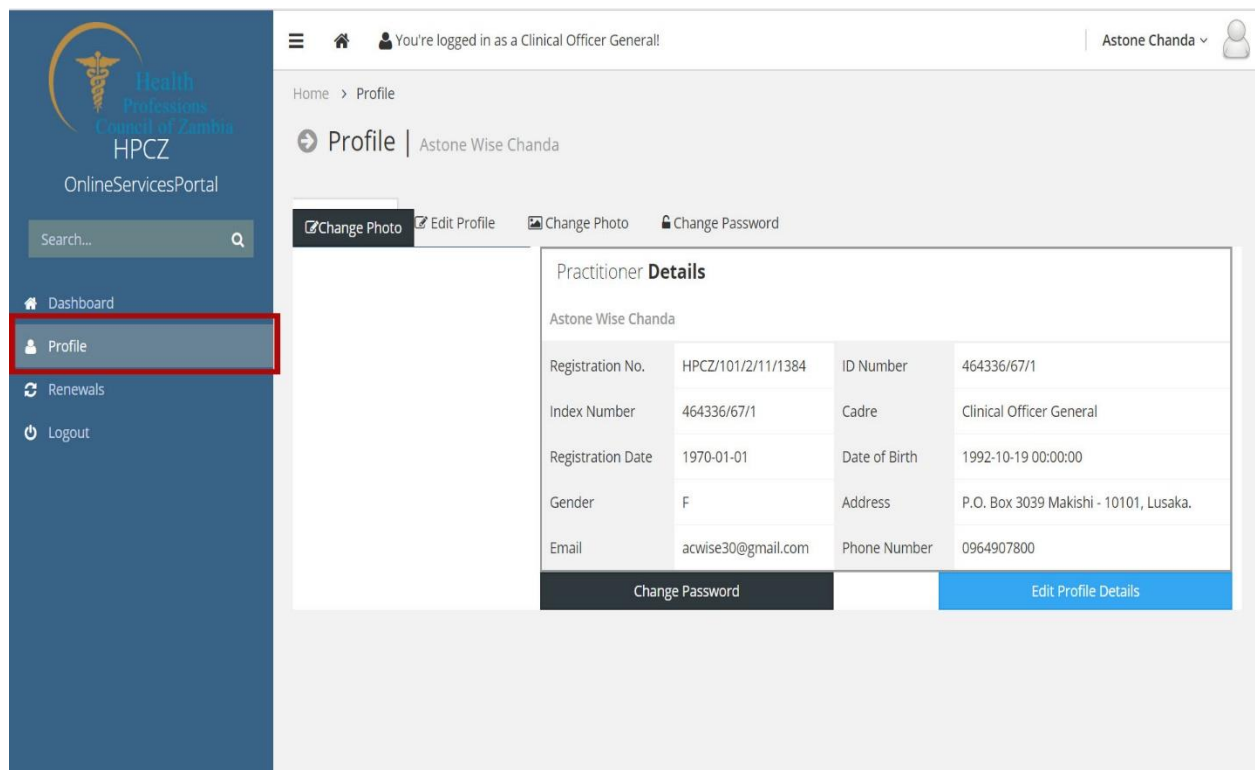 Health
Professions
Council of Zambia
HPCZ
OnlineServicesPortal
Search...
Dashboard
Profile
Renewals
Logout
You're logged in as a Clinical Officer General!
Astone Chanda
Home > Profile
Profile | Astone Wise Chanda
Change Photo Edit Profile Change Photo Change Password
Practitioner Details
Astone Wise Chanda
Registration No. HPCZ/101/2/11/1384 ID Number 464336/67/1
Index Number 464336/67/1 Cadre Clinical Officer General
Registration Date 1970-01-01 Date of Birth 1992-10-19 00:00:00
Gender F Address P.O. Box 3039 Makishi - 10101, Lusaka.
Email acwise30@gmail.com Phone Number 0964907800
Change Password Edit Profile Details